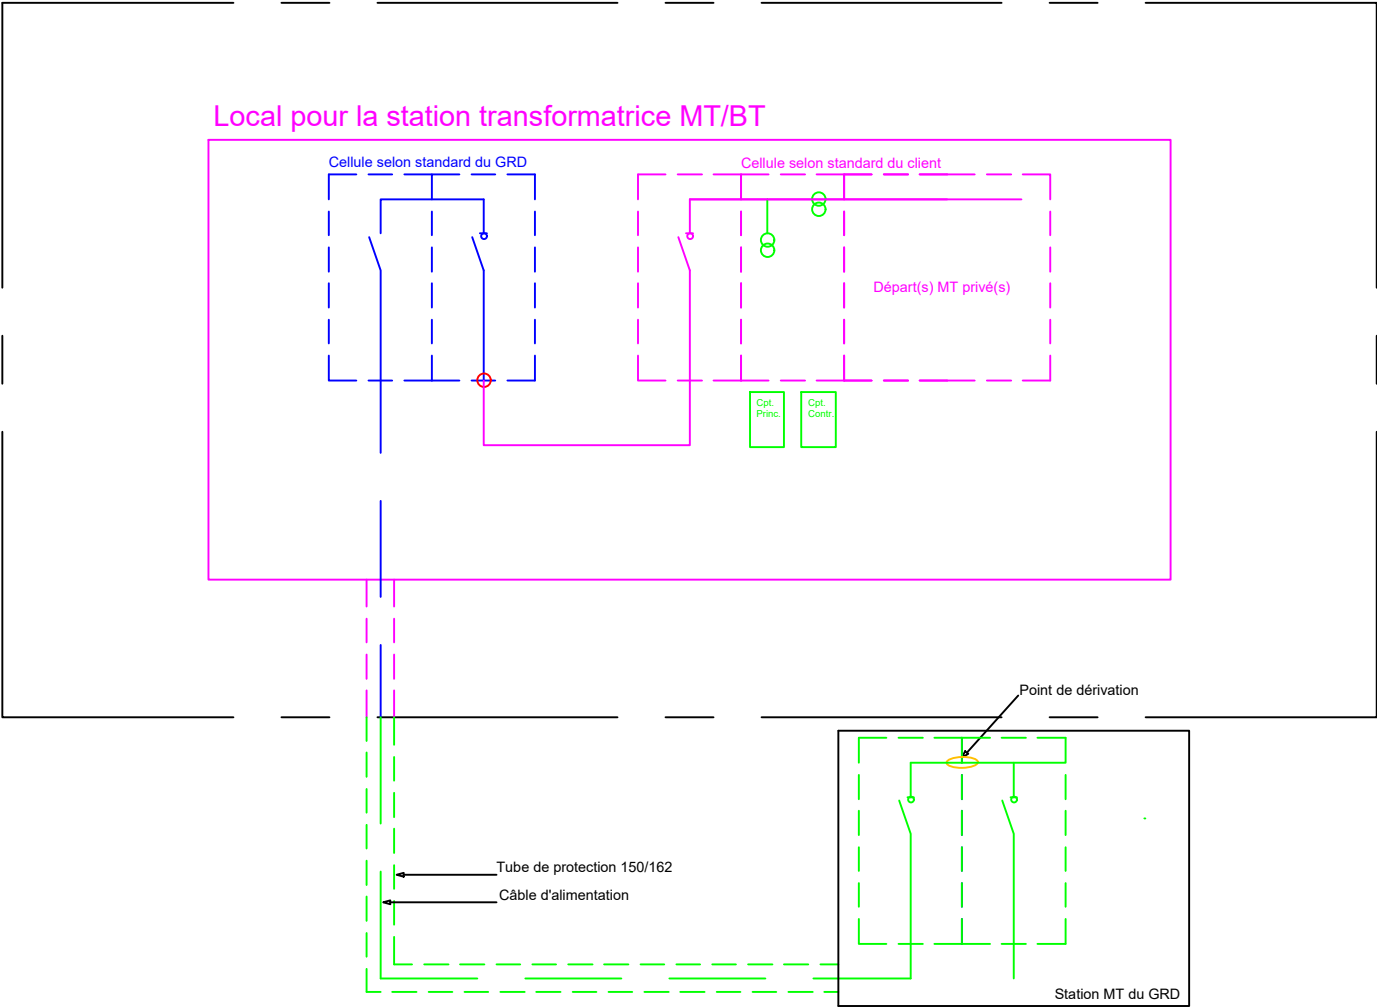 Local pour la station transformatrice MT/BT
Cellule selon standard du GRD
Cellule selon standard du client
Départ(s) MT privé(s)
Cpt.
Princ.
Cpt.
Contr.
Point de dérivation
Tube de protection 150/162
Câble d'alimentation
Station MT du GRD